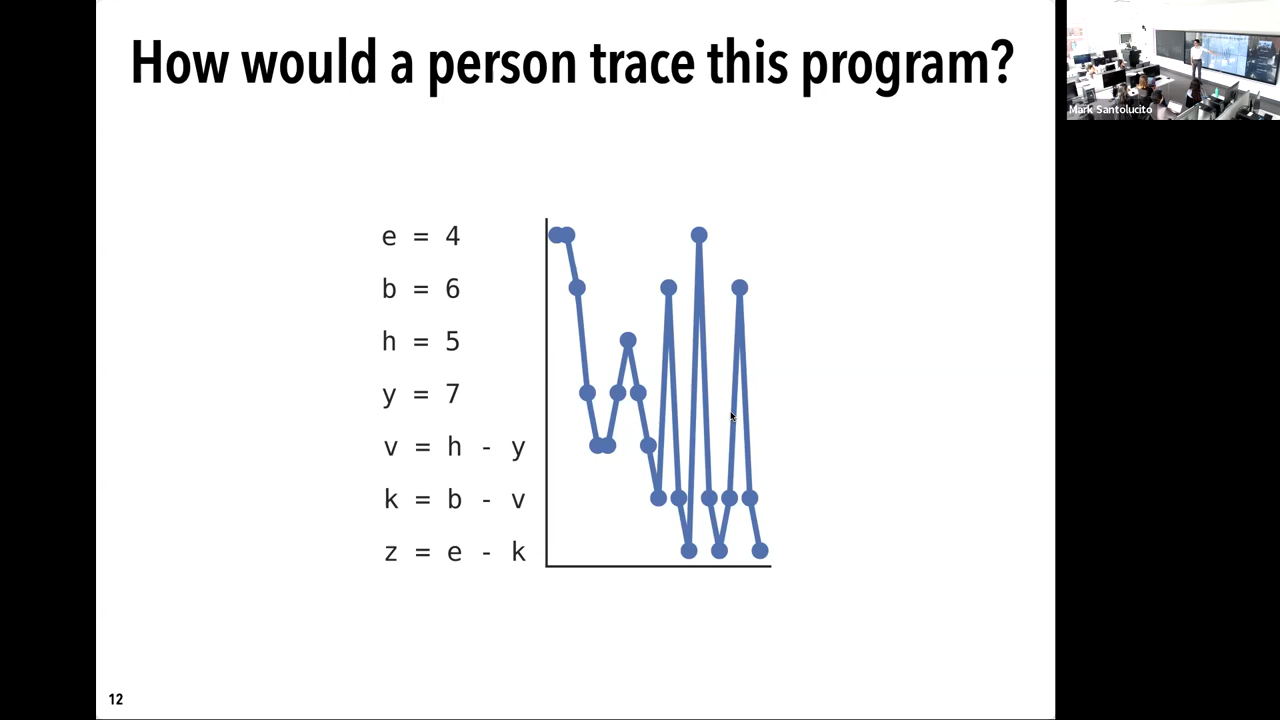 How would a person trace this program?
Mark Santolucito
e = 4
b = 6
h = 5
y = 7
v = h - y
k = b - v
z = e - k
12